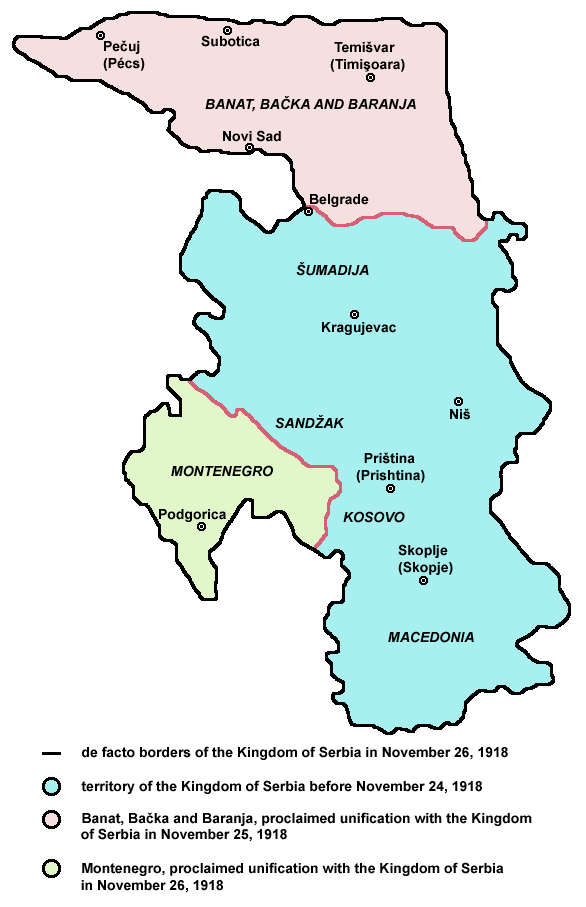 Pečuj
(Pécs)
Subotica
Temišvar
(Timişoara)
BANAT, BAČKA AND BARANJA
Novi Sad
Belgrade
ŠUMADIJA
Kragujevac
SANDŽAK
Niš
Priština
(Prishtina)
MONTENEGRO
Podgorica
KOSOVO
Skoplje
(Skopje)
MACEDONIA
de facto borders of the Kingdom of Serbia in November 26, 1918
territory of the Kingdom of Serbia before November 24, 1918
Banat, Bačka and Baranja, proclaimed unification with the Kingdom
of Serbia in November 25, 1918
Montenegro, proclaimed unification with the Kingdom of Serbia
in November 26, 1918